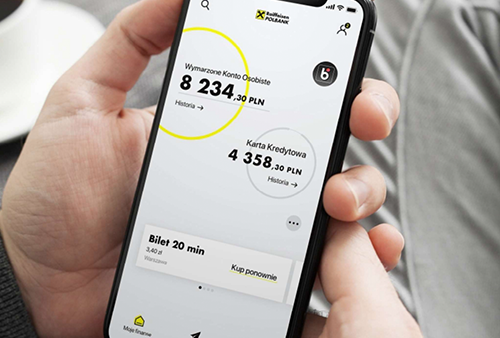 Raiffeisen
POLBANK
2
Wymarzone Konto Osobiste
8 234,30 PLN
Historia →
b
Karta Kredytowa
4 358,30 PLN
Historia →
Bilet 20 min
3,40 zł
Warszawa
Kup ponownie
Moje finanse